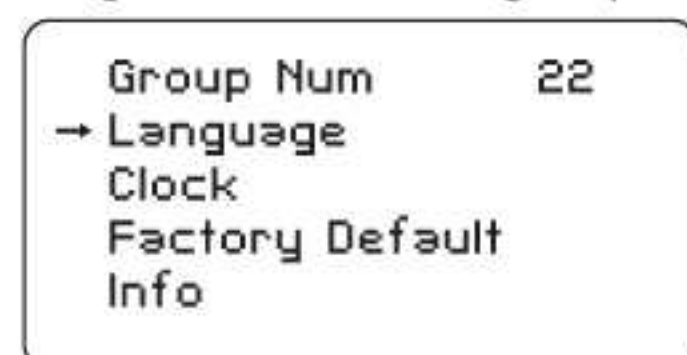 Group Num 22
→ Language
Clock
Factory Default
Info